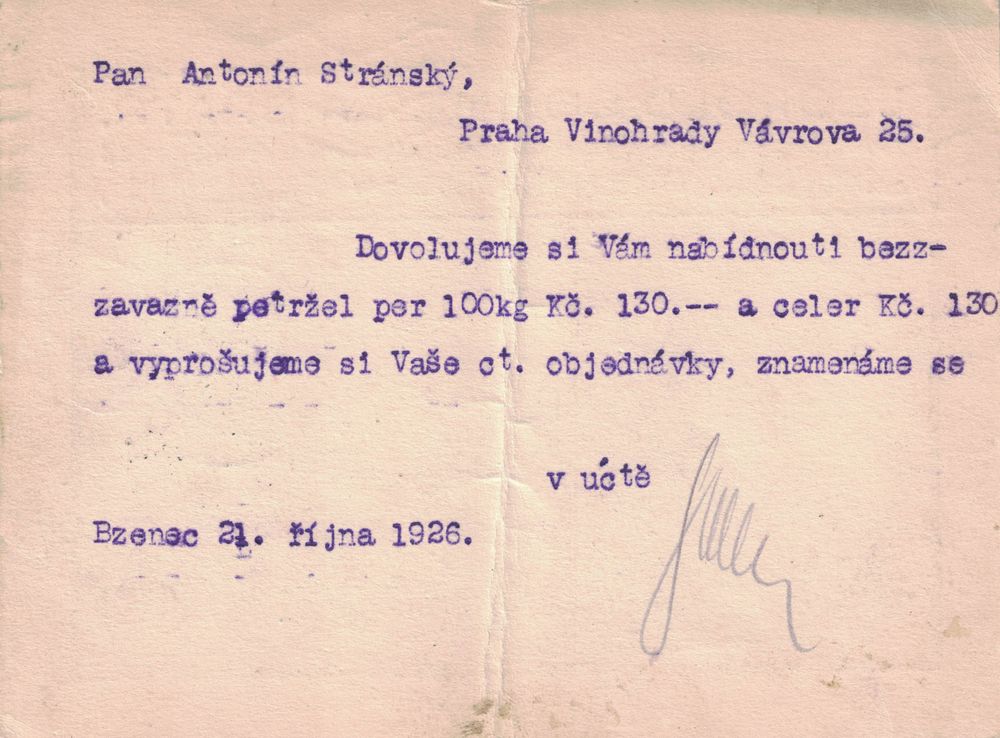 Pan Antonín Stránský,
Praha Vinohrady Vávrova 25.
Dovolujeme si Vám nabídnouti bezz-
zavazně petržel per 100kg Kč. 130.-- a celer Kč. 130
a vyprošujeme si Vaše ct. objednávky, znamenáme se
v úctě
Bzenec 21. října 1926.